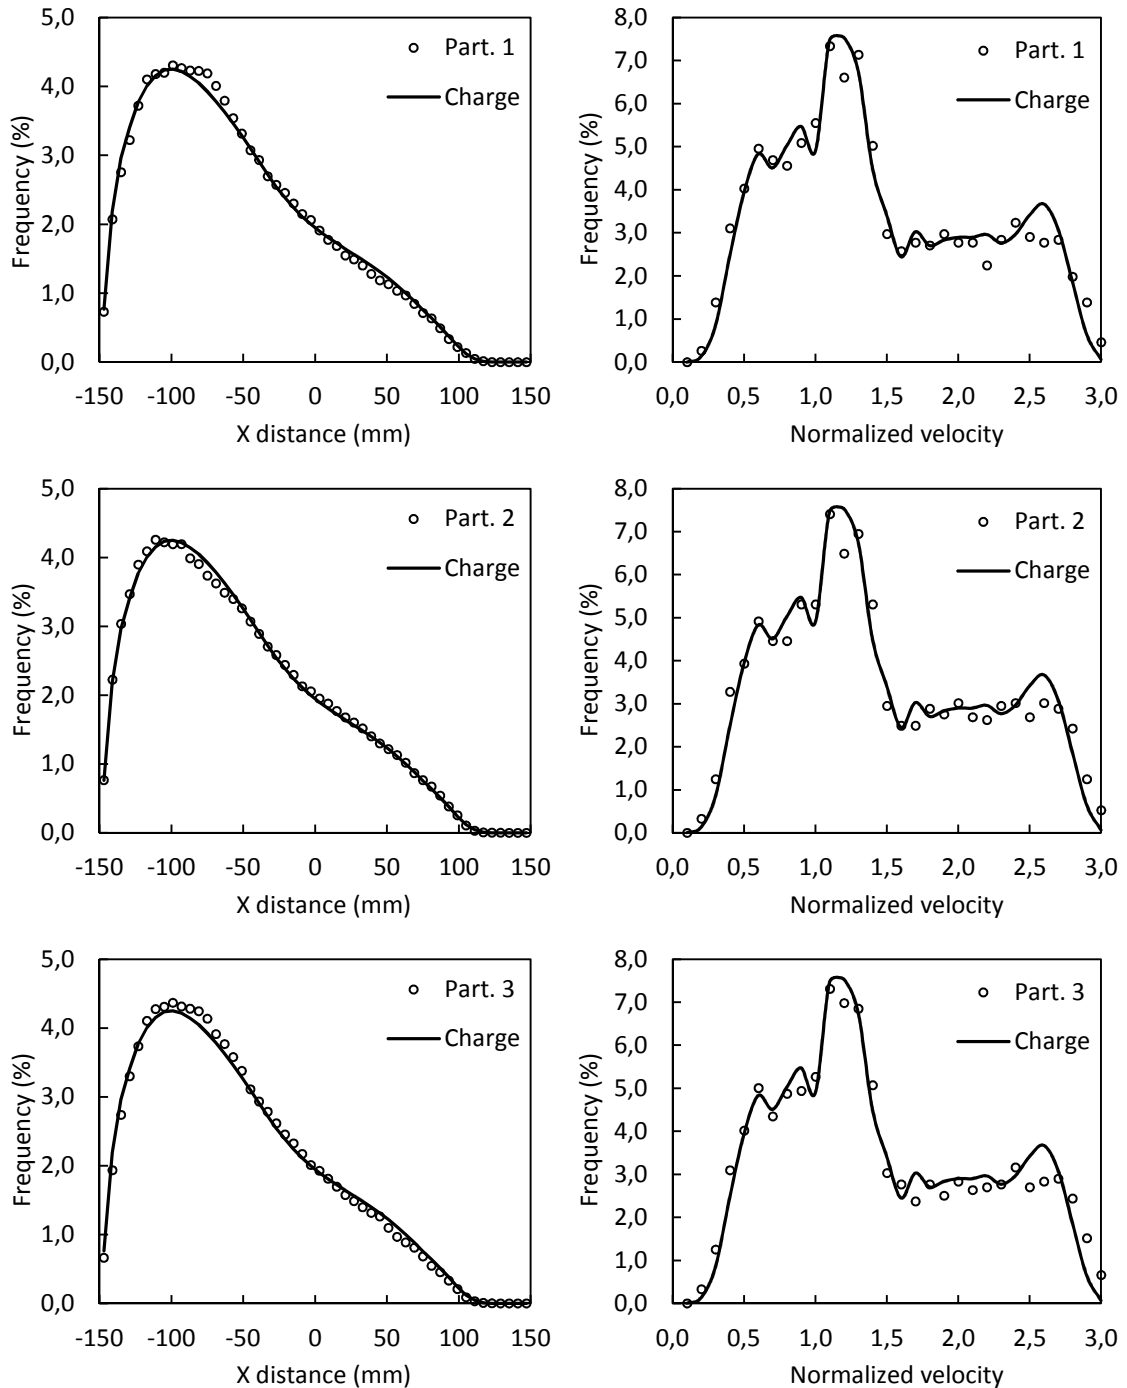 5,0
4,0
3,0
2,0
1,0
0,0
Frequency (%)
Part. 1
Charge
-150 -100 -50 0 50 100 150
X distance (mm)
8,0
7,0
6,0
5,0
4,0
3,0
2,0
1,0
0,0
Frequency (%)
Part. 1
Charge
0,0 0,5 1,0 1,5 2,0 2,5 3,0
Normalized velocity
5,0
4,0
3,0
2,0
1,0
0,0
Frequency (%)
Part. 2
Charge
-150 -100 -50 0 50 100 150
X distance (mm)
8,0
7,0
6,0
5,0
4,0
3,0
2,0
1,0
0,0
Frequency (%)
Part. 2
Charge
0,0 0,5 1,0 1,5 2,0 2,5 3,0
Normalized velocity
5,0
4,0
3,0
2,0
1,0
0,0
Frequency (%)
Part. 3
Charge
-150 -100 -50 0 50 100 150
X distance (mm)
8,0
7,0
6,0
5,0
4,0
3,0
2,0
1,0
0,0
Frequency (%)
Part. 3
Charge
0,0 0,5 1,0 1,5 2,0 2,5 3,0
Normalized velocity